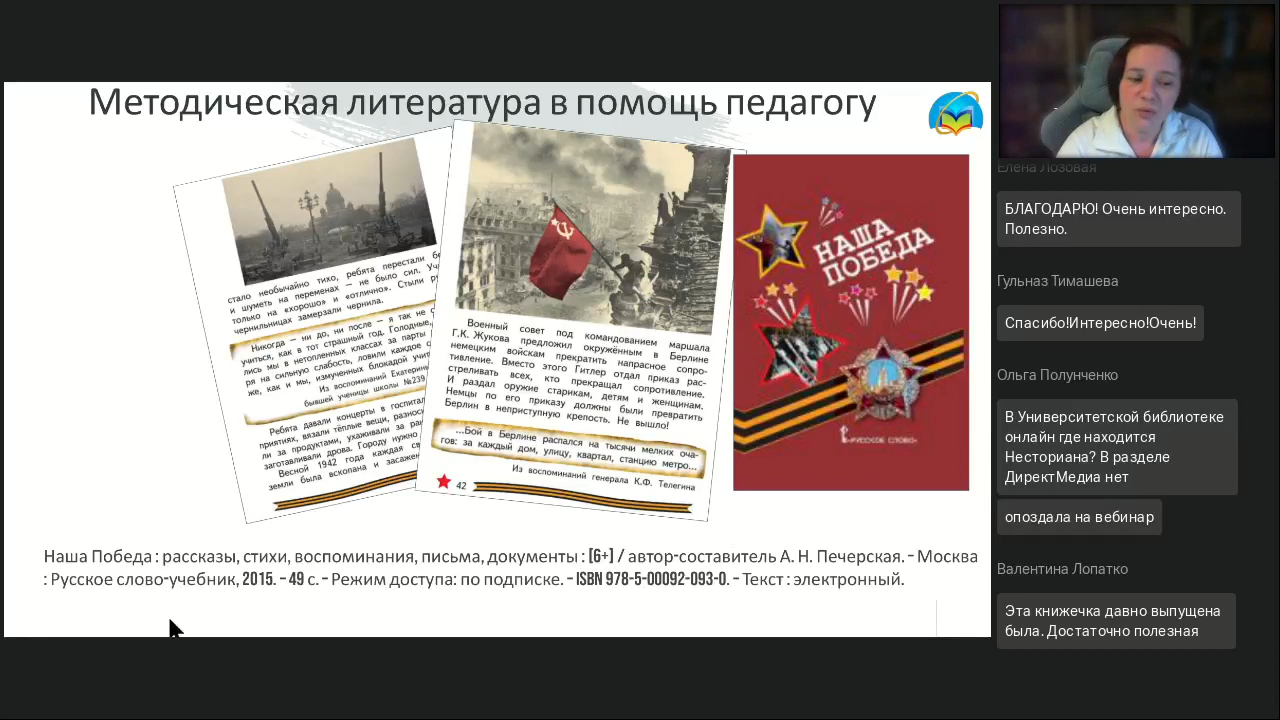 Методическая литература в помощь педагогу
стало необычайно тихо, ребята перестали
и шуметь на переменах — не было сил.
только на «хорошо» и «отлично». Стыли
чернильницах замерзали чернила.
Никогда — ни до, ни после — я так не
учиться, как в тот страшный год. Голодные,
лись мы в нетопленных классах за парты
ря на сильную слабость, ловили каждое
же, как и мы, измученных блокадой
Из воспоминаний
бывшей ученицы школы №239
Ребята давали концерты в
приятиях, вязали тёплые вещи,
ли за продуктами, ухаживали за
заготавливали дрова. Городу нужно
Весной 1942 года каждая
земли была вскопана и
Военный совет под командованием маршала
Г.К. Жукова предложил окружённым в Берлине
немецким войскам прекратить напрасное сопро-
тивление. Вместо этого Гитлер отдал приказ рас-
стреливать всех, кто прекращал сопротивление.
И раздал оружие старикам, детям и женщинам.
Немцы по его приказу должны были превратить
Берлин в неприступную крепость. Не вышло!
...Бой в Берлине распался на тысячи мелких оча-
гов: за каждый дом, улицу, квартал, станцию метро...
Из воспоминаний генерала К.Ф. Телегина
42
НАША
ПОБЕДА
«РУССКОЕ СЛОВО»
Наша Победа : рассказы, стихи, воспоминания, письма, документы : [6+] / автор-составитель А. Н. Печерская. – Москва
: Русское слово-учебник, 2015. – 49 с. – Режим доступа: по подписке. – ISBN 978-5-00092-093-0. – Текст : электронный.
Елена Лозовая
БЛАГОДАРЮ! Очень интересно.
Полезно.
Гульназ Тимашева
Спасибо!Интересно!Очень!
Ольга Полунченко
В Университетской библиотеке
онлайн где находится
Несториана? В разделе
ДиректМедиа нет
опоздала на вебинар
Валентина Лопатко
Эта книжечка давно выпущена
была. Достаточно полезная